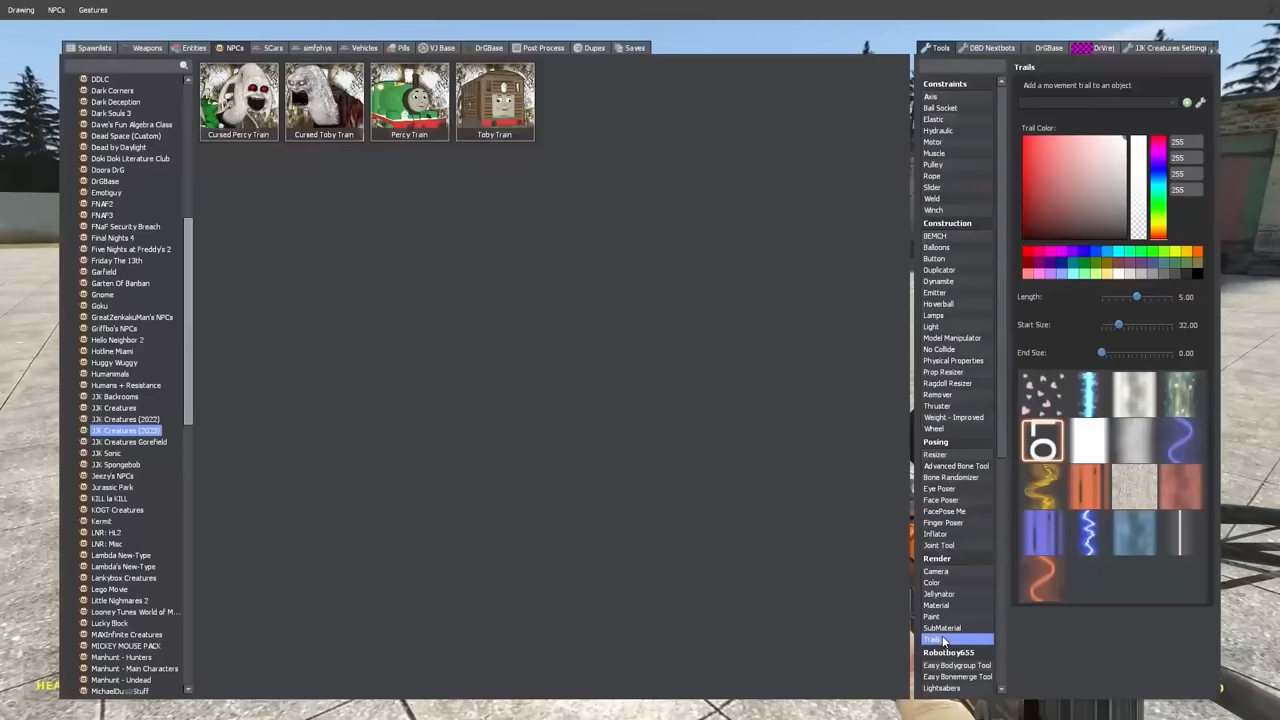 Drawing NPCs Gestures
Spawnlists Weapons Entities NPCs SCars simfphys Vehicles Pills VJ Base DrGBase Post Process Dupes Saves
DDLC
Dark Corners
Dark Deception
Dark Souls 3
Dave's Fun Algebra Class
Dead Space (Custom)
Dead by Daylight
Doki Doki Literature Club
Doors DrG
DrGBase
Emotiguy
FNAF2
FNAF3
FNaF Security Breach
Final Nights 4
Five Nights at Freddy's 2
Friday The 13th
Garfield
Garten Of Banban
Gnome
Goku
GreatZenkakuMan's NPCs
Griffbo's NPCs
Hello Neighbor 2
Hotline Miami
Huggy Wuggy
Humanimals
Humans + Resistance
JJK Backrooms
JJK Creatures
JJK Creatures (2022)
JJK Creatures (2023)
JJK Creatures Gorefield
JJK Sonic
JJK Spongebob
Jeezy's NPCs
Jurassic Park
KILL la KILL
KOGT Creatures
Kermit
LNR: HL2
LNR: Misc
Lambda New-Type
Lambda's New-Type
Lankybox Creatures
Lego Movie
Little Nighmares 2
Looney Tunes World of M...
Lucky Block
MAXInfinite Creatures
MICKEY MOUSE PACK
Manhunt - Hunters
Manhunt - Main Characters
Manhunt - Undead
Cursed Percy Train
Cursed Toby Train
Percy Train
Toby Train
Tools DBD Nextbots DrGBase DrVrej JJK Creatures Settings
Constraints
Axis
Ball Socket
Elastic
Hydraulic
Motor
Muscle
Pulley
Rope
Slider
Weld
Winch
Construction
BEMCH
Balloons
Button
Duplicator
Dynamite
Emitter
Hoverball
Lamps
Light
Model Manipulator
No Collide
Physical Properties
Prop Resizer
Ragdoll Resizer
Remover
Thruster
Weight - Improved
Wheel
Posing
Resizer
Advanced Bone Tool
Bone Randomizer
Eye Poser
Face Poser
FacePose Me
Finger Poser
Inflator
Joint Tool
Render
Camera
Color
Jellynator
Material
Paint
SubMaterial
Trails
Robotboy655
Easy Bodygroup Tool
Easy Bonemerge Tool
Lightsabers
Trails
Add a movement trail to an object.
Trail Color:
255
255
255
255
Length: 5.00
Start Size: 32.00
End Size: 0.00